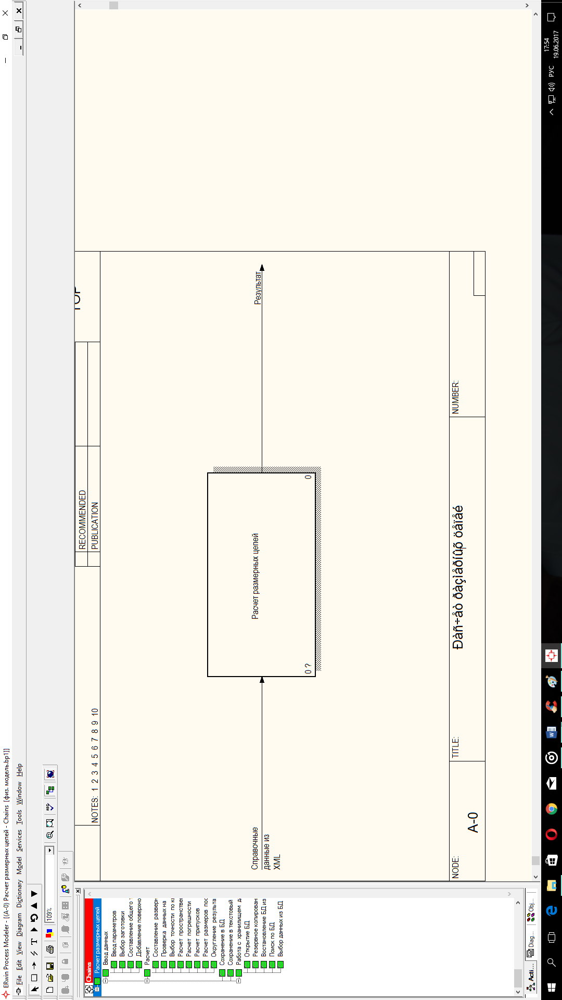 ERwin Process Modeler - [(A-0) Расчет размерных цепей - Chains [физ. модель.bp1]]
File Edit View Diagram Dictionary Model Services Tools Window Help
109%
Chains
Расчет размерных цепей
Ввод данных
Ввод параметров
Выбор заготовки
Составление общего
Добавление поверхно
Расчет
Составление разверн
Проверка данных на
Выбор точности по к
Расчет пространстве
Расчет погрешности
Расчет припусков
Расчет размеров пос
Округление результа
Сохранение в БД
Сохранение в текстовый
Работа с хранилищем д
Открытие БД
Резервное копирован
Востановление БД из
Поиск по БД
Выбор данных из БД
Acti... Diag... Obj...
RECOMMENDED
PUBLICATION
TOP
NOTES: 1 2 3 4 5 6 7 8 9 10
Справочные
данные из
XML
Расчет размерных цепей
0 ? 0
Результат
NODE: TITLE: NUMBER:
A-0
Ðàñ÷åò ðàçìåðíûõ öåïåé
РУС
17:54
19.06.2017